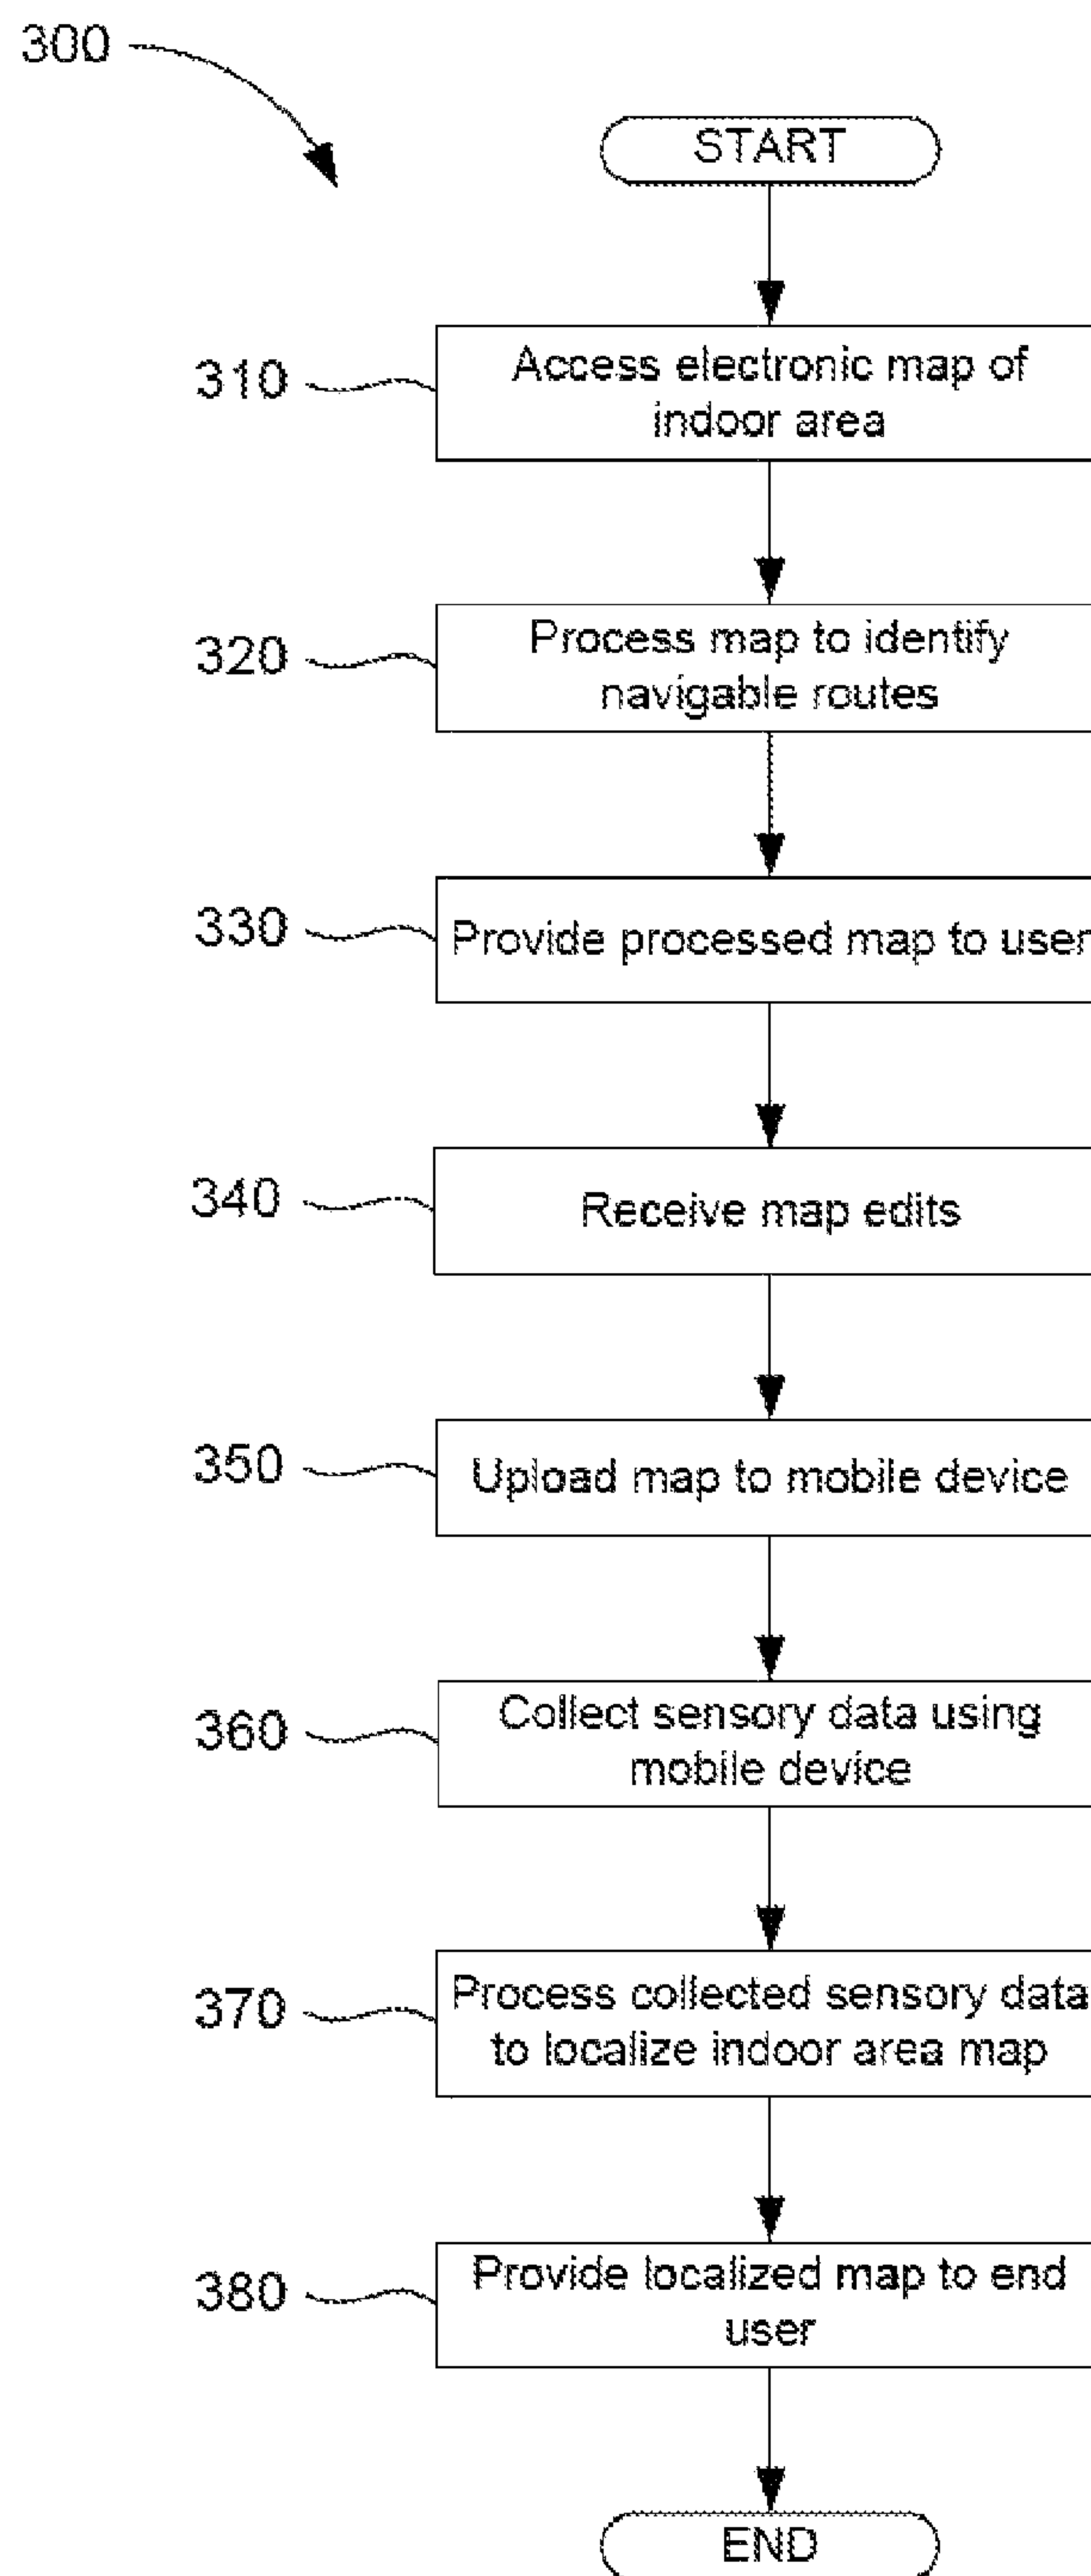 300
START
310
Access electronic map of
indoor area
320
Process map to identify
navigable routes
330
Provide processed map to user
340
Receive map edits
350
Upload map to mobile device
360
Collect sensory data using
mobile device
370
Process collected sensory data
to localize indoor area map
380
Provide localized map to end
user
END